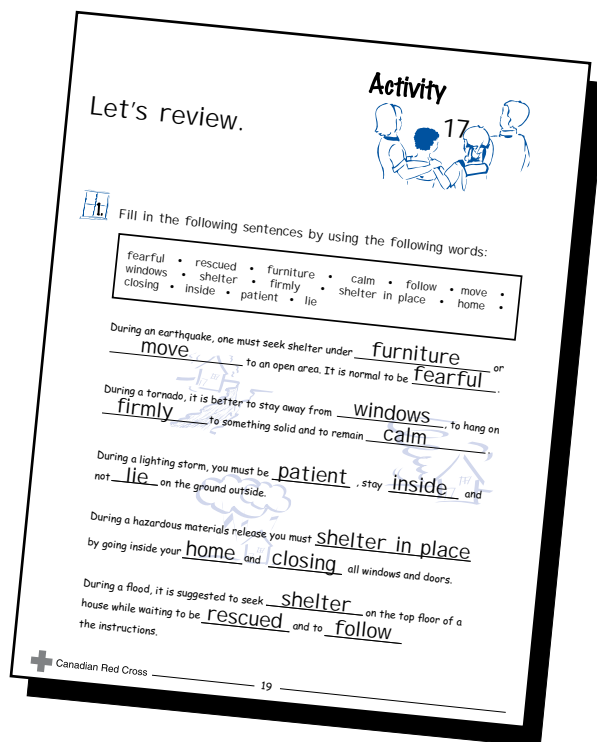 Activity
17
Let's review.
1. Fill in the following sentences by using the following words:
fearful • rescued • furniture • calm • follow • move •
windows • shelter • firmly • shelter in place • home •
closing • inside • patient • lie
During an earthquake, one must seek shelter under furniture or
move to an open area. It is normal to be fearful.
During a tornado, it is better to stay away from windows, to hang on
firmly to something solid and to remain calm.
During a lighting storm, you must be patient, stay inside and
not lie on the ground outside.
During a hazardous materials release you must shelter in place
by going inside your home and closing all windows and doors.
During a flood, it is suggested to seek shelter on the top floor of a
house while waiting to be rescued and to follow
the instructions.
Canadian Red Cross
19